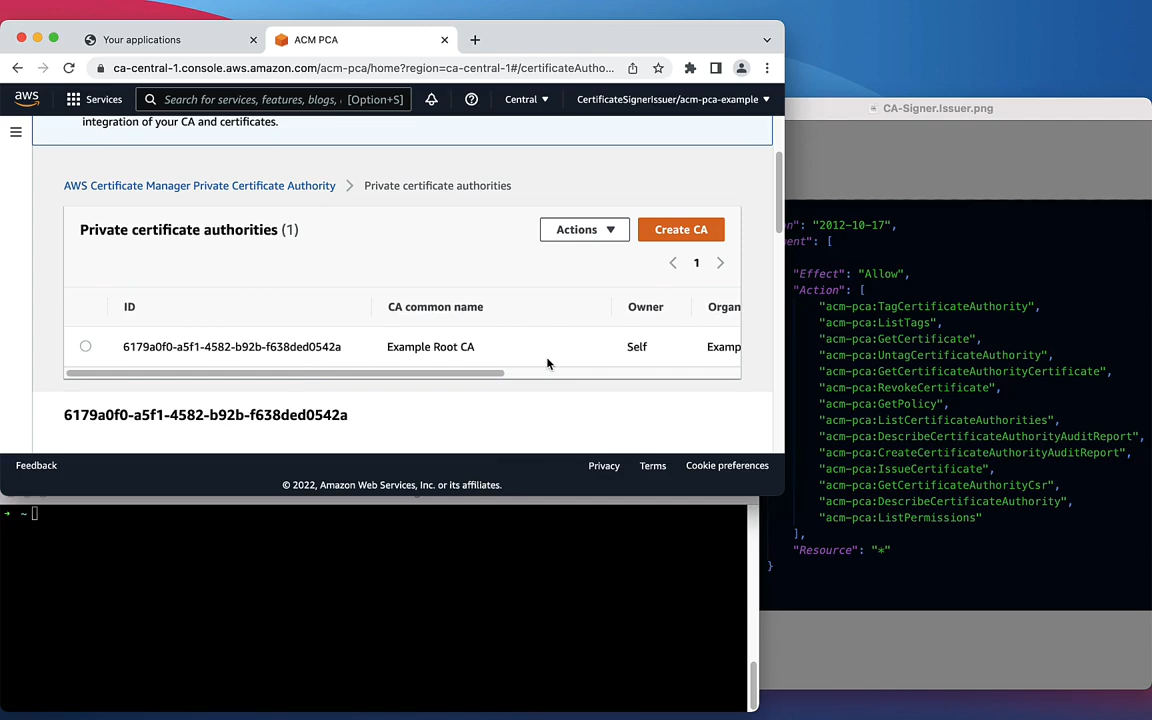 Your applications
ACM PCA
ca-central-1.console.aws.amazon.com/acm-pca/home?region=ca-central-1#/certificateAutho...
aws
Services
Search for services, features, blogs, [Option+S]
Central
CertificateSignerIssuer/acm-pca-example
integration of your CA and certificates.
AWS Certificate Manager Private Certificate Authority
Private certificate authorities
Private certificate authorities (1)
Actions
Create CA
1
ID
CA common name
Owner
Organ
6179a0f0-a5f1-4582-b92b-f638ded0542a
Example Root CA
Self
Examp
6179a0f0-a5f1-4582-b92b-f638ded0542a
Feedback
Privacy
Terms
Cookie preferences
© 2022, Amazon Web Services, Inc. or its affiliates.
→ ~
CA-Signer.Issuer.png
n": "2012-10-17",
ent": [
"Effect": "Allow",
"Action": [
"acm-pca:TagCertificateAuthority",
"acm-pca:ListTags",
"acm-pca:GetCertificate",
"acm-pca:UntagCertificateAuthority",
"acm-pca:GetCertificateAuthorityCertificate",
"acm-pca:RevokeCertificate",
"acm-pca:GetPolicy",
"acm-pca:ListCertificateAuthorities",
"acm-pca:DescribeCertificateAuthorityAuditReport",
"acm-pca:CreateCertificateAuthorityAuditReport",
"acm-pca:IssueCertificate",
"acm-pca:GetCertificateAuthorityCsr",
"acm-pca:DescribeCertificateAuthority",
"acm-pca:ListPermissions"
],
"Resource": "*"
}